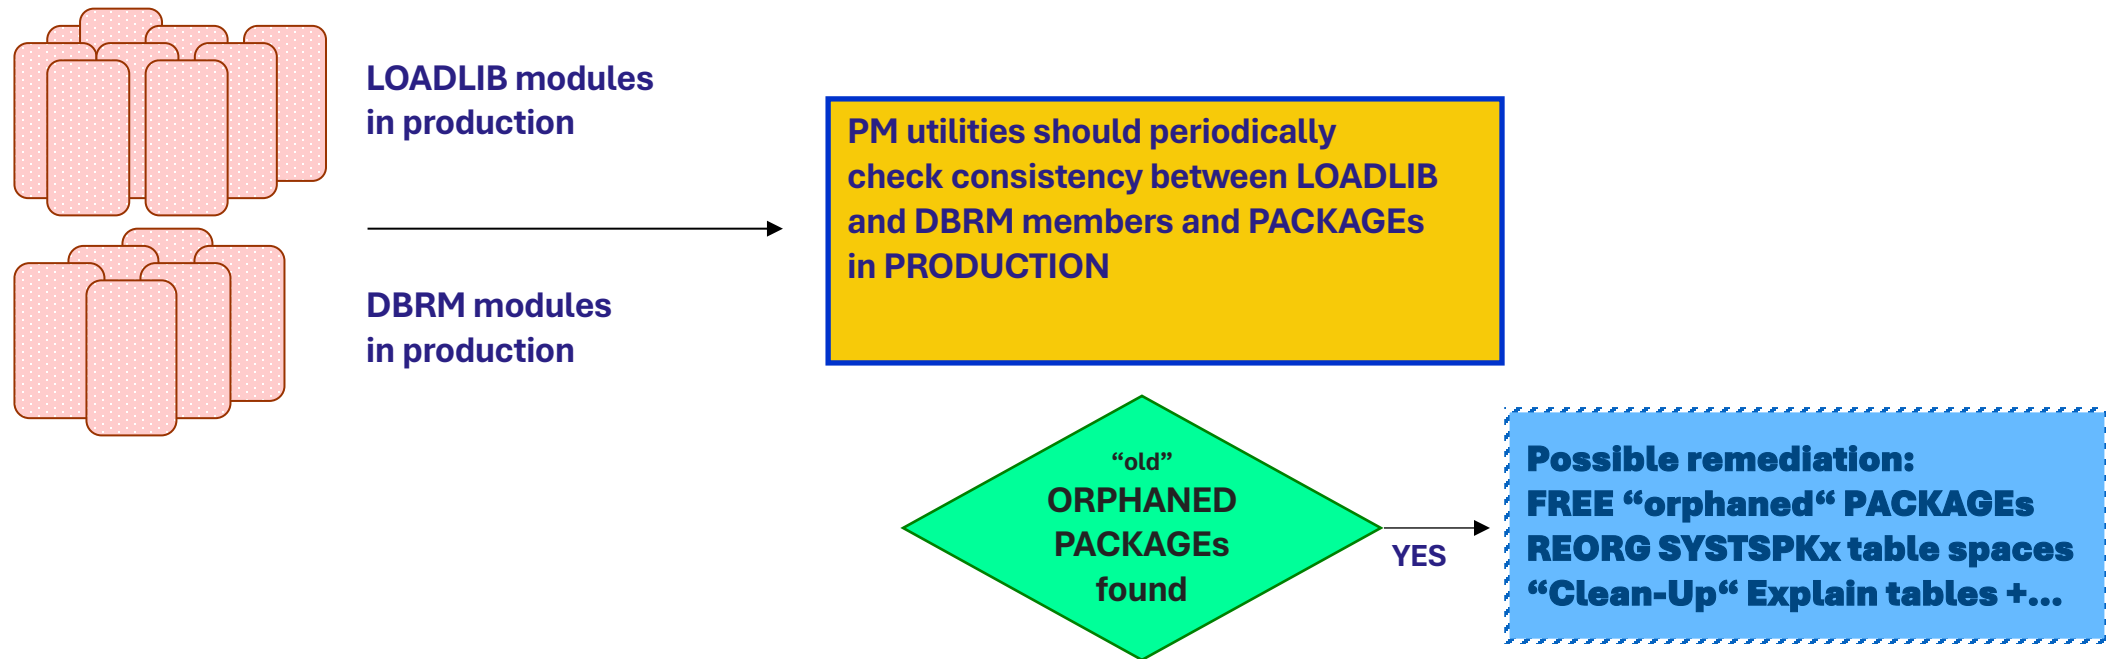 LOADLIB modules
in production
DBRM modules
in production
PM utilities should periodically
check consistency between LOADLIB
and DBRM members and PACKAGEs
in PRODUCTION
“old”
ORPHANED
PACKAGEs
found
YES
Possible remediation:
FREE “orphaned“ PACKAGEs
REORG SYSTSPKx table spaces
“Clean-Up“ Explain tables +...